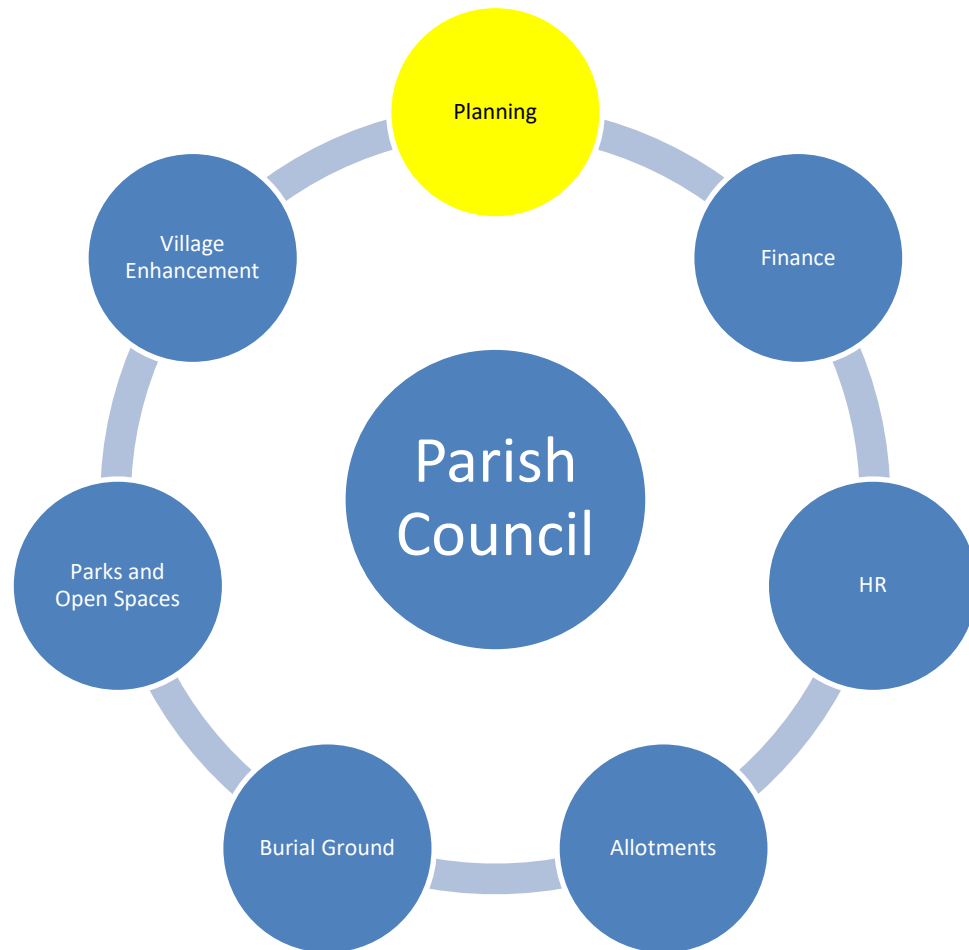 Planning
Finance
HR
Allotments
Burial Ground
Parks and
Open Spaces
Village
Enhancement
Parish
Council